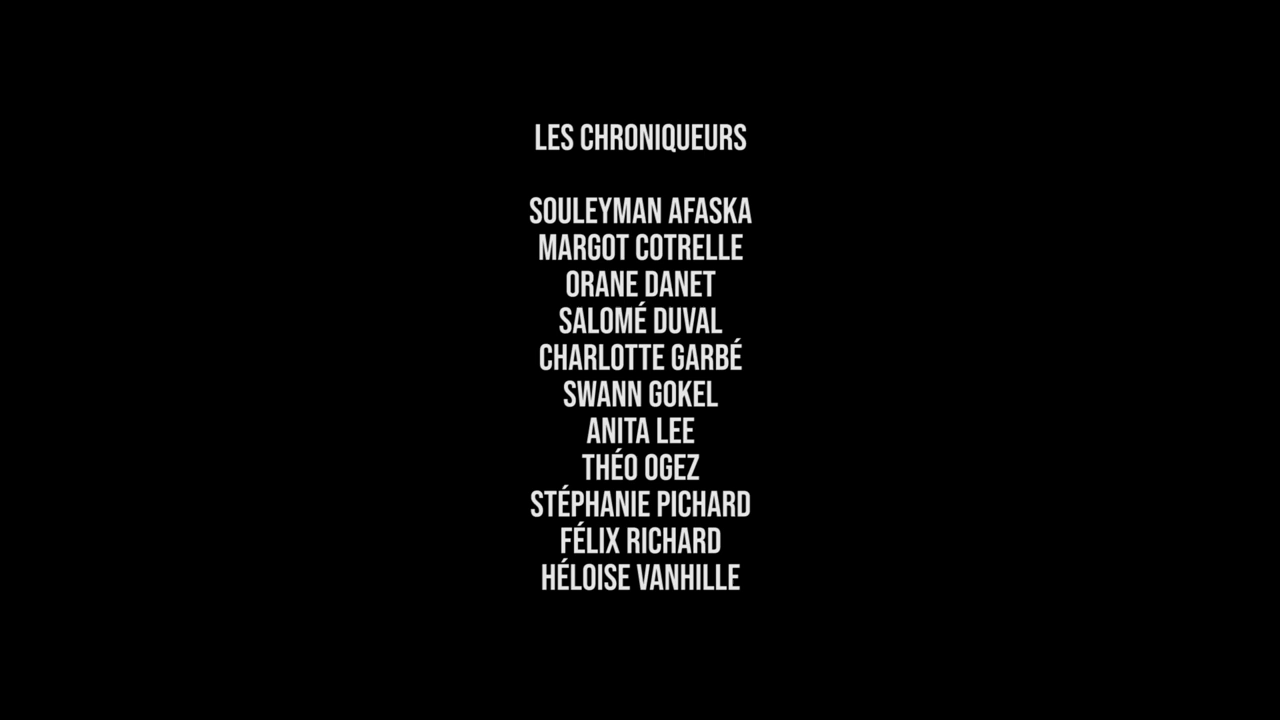 LES CHRONIQUEURS
SOULEYMAN AFASKA
MARGOT COTRELLE
ORANE DANET
SALOMÉ DUVAL
CHARLOTTE GARBÉ
SWANN GOKEL
ANITA LEE
THÉO OGEZ
STÉPHANIE PICHARD
FÉLIX RICHARD
HÉLOISE VANHILLE